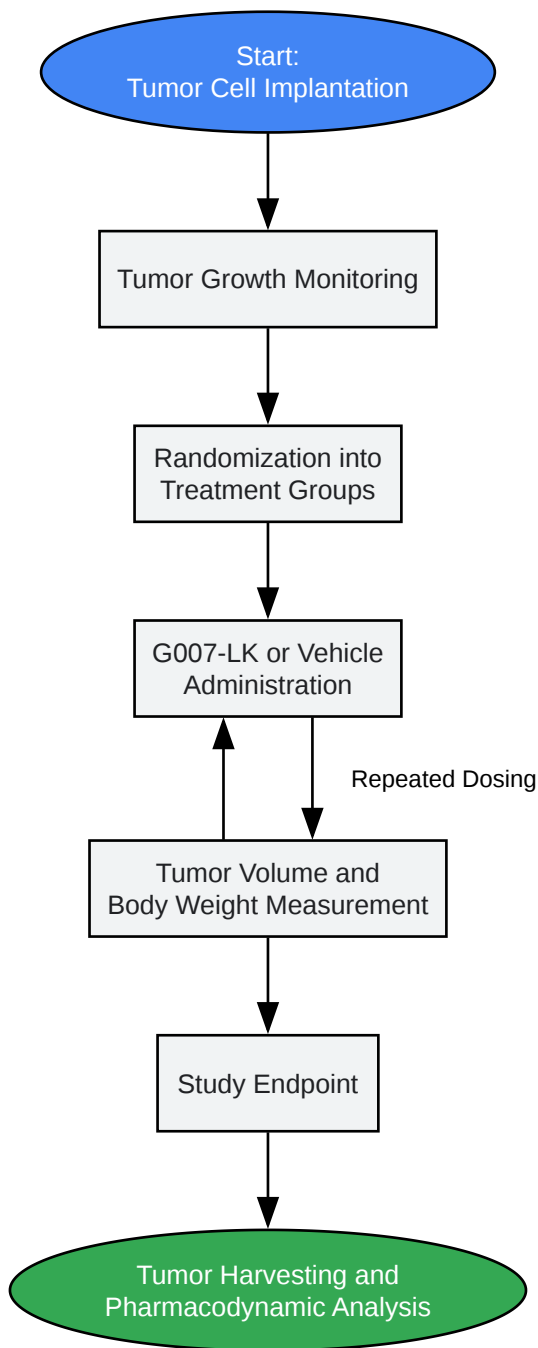 Start:
Tumor Cell Implantation
Tumor Growth Monitoring
Randomization into
Treatment Groups
G007-LK or Vehicle
Administration
Repeated Dosing
Tumor Volume and
Body Weight Measurement
Study Endpoint
Tumor Harvesting and
Pharmacodynamic Analysis